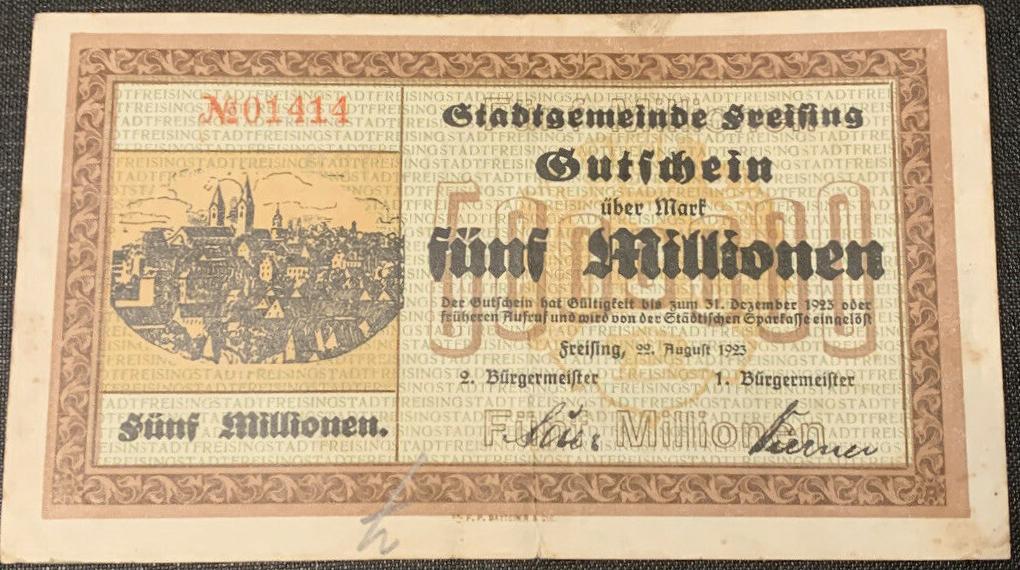 № 01414
Fünf Millionen.
Stadtgemeinde Freising
Gutschein
über Mark
Fünf Millionen
Der Gutschein hat Gültigkeit bis zum 31. Dezember 1923 oder
früheren Aufruf und wird von der Städtischen Sparkasse eingelöst
Freising, 22. August 1923
2. Bürgermeister 1. Bürgermeister
Fünf Millionen